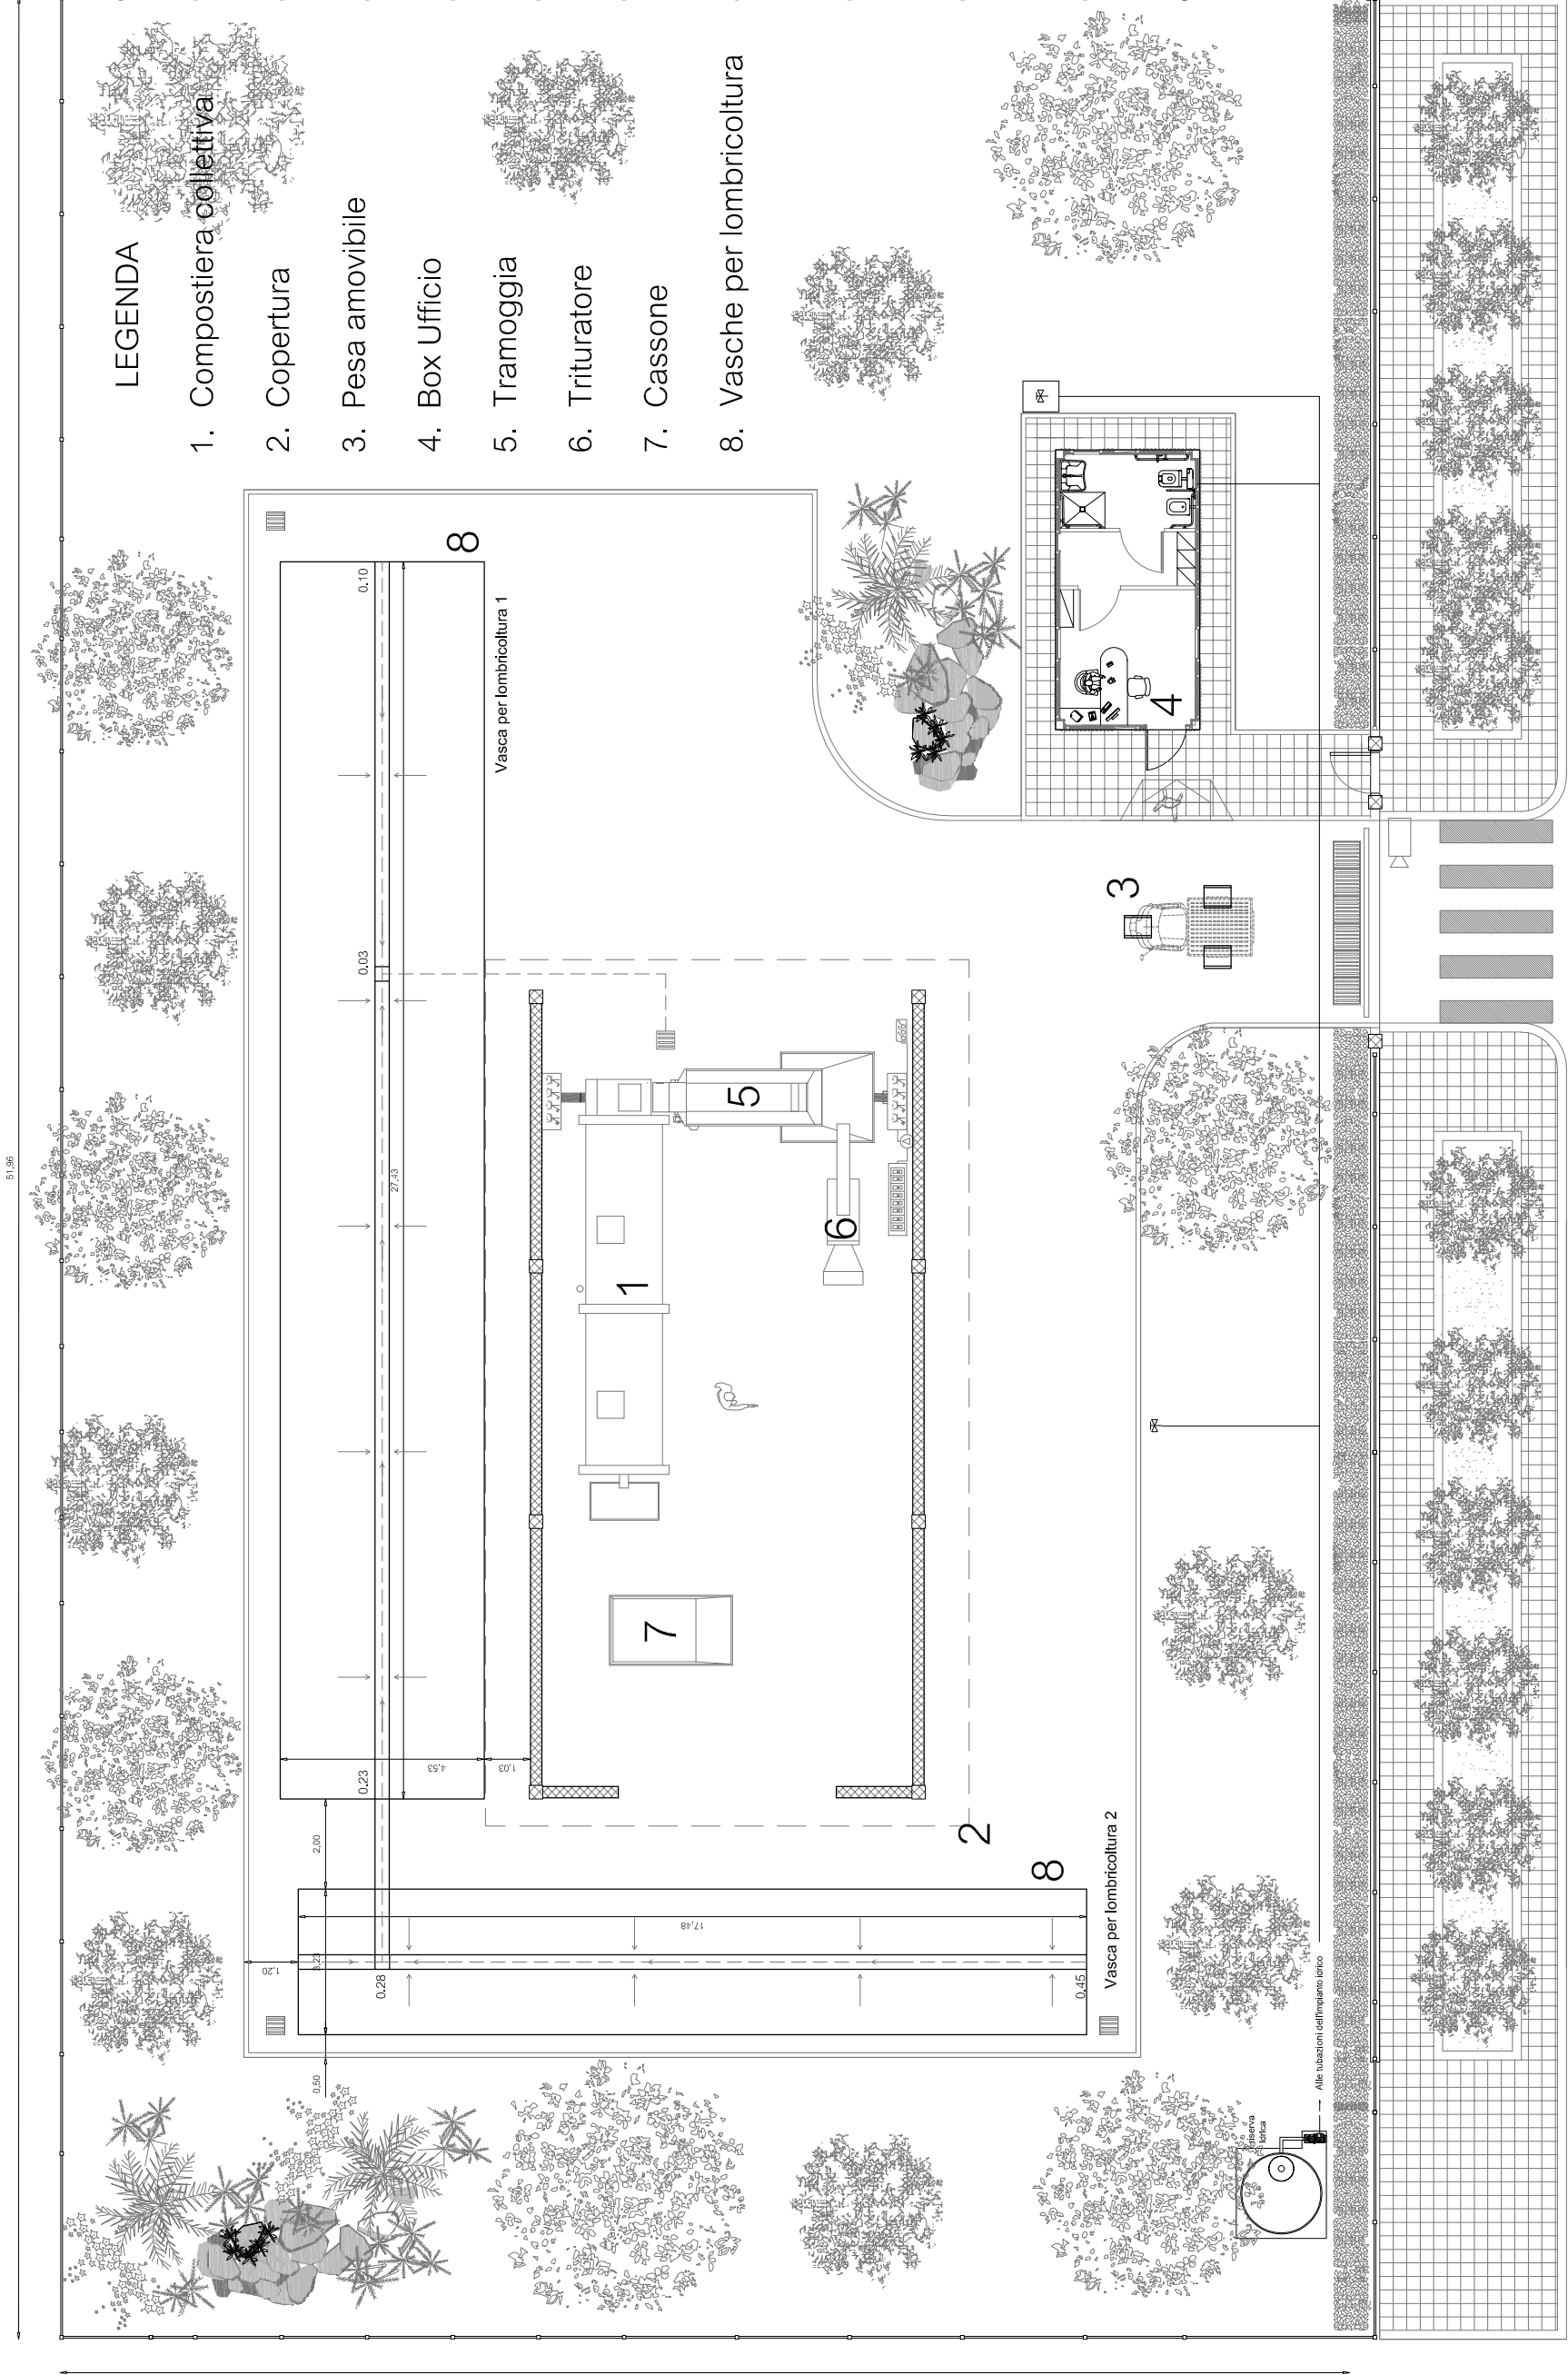 LEGENDA
1. Compostiera collettiva
2. Copertura
3. Pesa amovibile
4. Box Ufficio
5. Tramoggia
6. Trituratore
7. Cassone
8. Vasche per lombricoltura
8
0.10
Vasca per lombricoltura 1
4
3
0.03
51,96
27,43
5
6
1
7
4,53
1,03
0.23
2,00
2
8
17,48
1,20
3,23
0.28
0.45
Vasca per lombricoltura 2
0,50
Alle tubazioni dell'impianto idrico
riserva
idrica